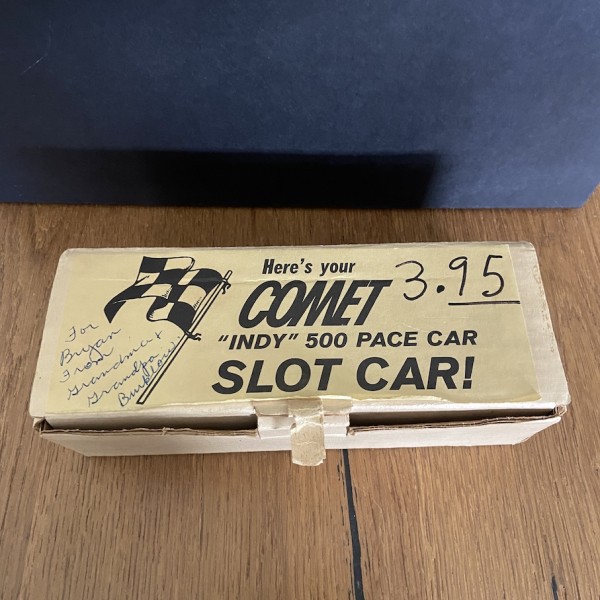 Here's your
COMET
3.95
"INDY" 500 PACE CAR
SLOT CAR!
For
Bryan
From
Grandma &
Grandpa